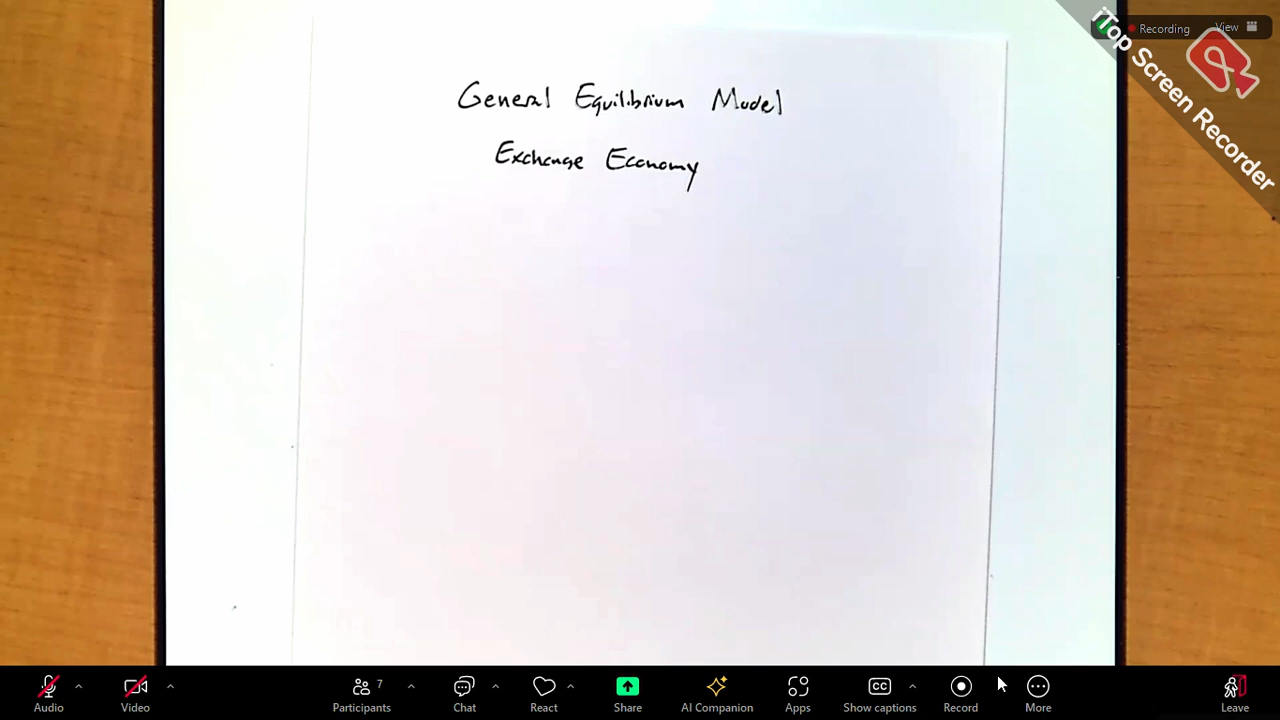 General Equilibrium Model
Exchange Economy
iTop Screen Recorder
Recording
View
Audio
Video
Participants
7
Chat
React
Share
AI Companion
Apps
CC
Show captions
Record
More
Leave